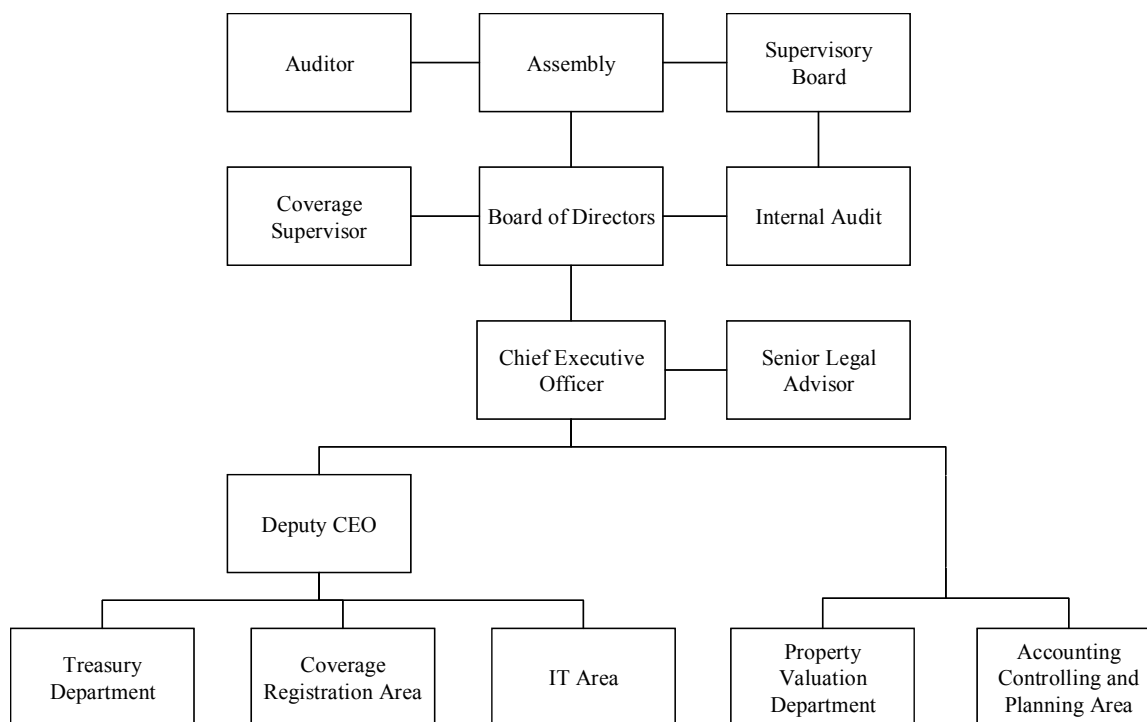 Auditor
Assembly
Supervisory
Board
Coverage
Supervisor
Board of Directors
Internal Audit
Chief Executive
Officer
Senior Legal
Advisor
Deputy CEO
Treasury
Department
Coverage
Registration Area
IT Area
Property
Valuation
Department
Accounting
Controlling and
Planning Area